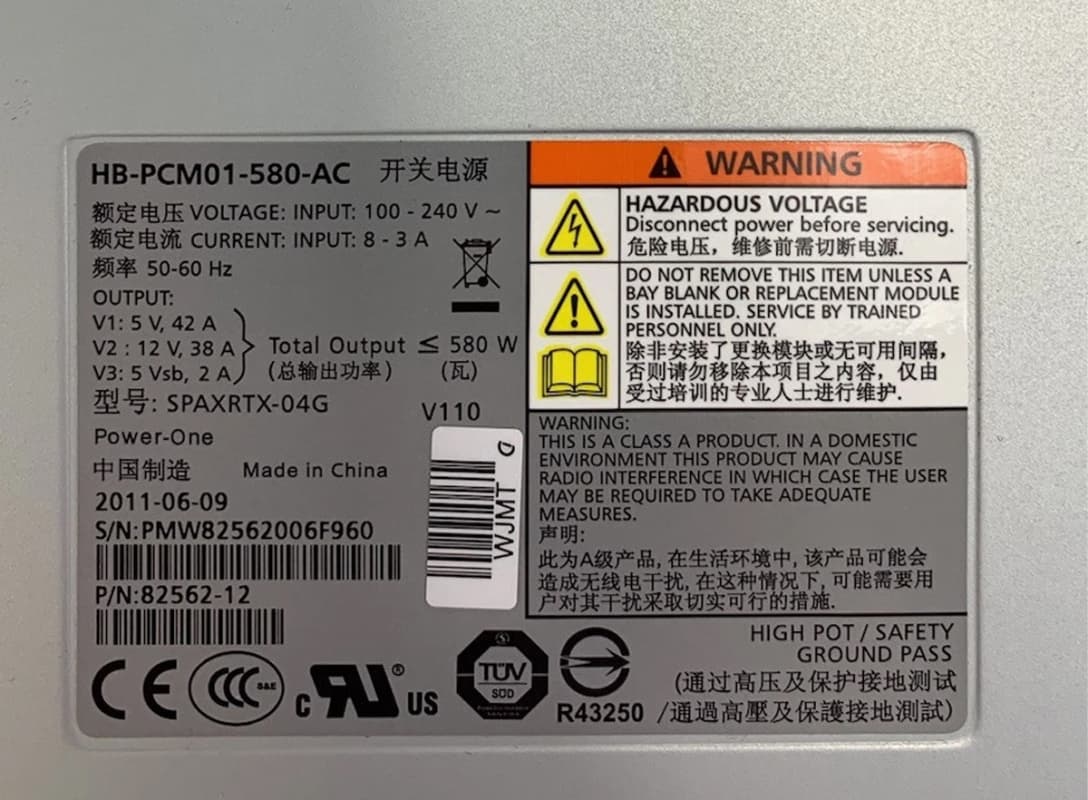 HB-PCM01-580-AC 开关电源
额定电压 VOLTAGE: INPUT: 100 - 240 V ~
额定电流 CURRENT: INPUT: 8 - 3 A
频率 50-60 Hz
OUTPUT:
V1: 5 V, 42 A
V2 : 12 V, 38 A
V3: 5 Vsb, 2 A
Total Output ≤ 580 W
(总输出功率) (瓦)
型号: SPAXRTX-04G
V110
Power-One
中国制造 Made in China
2011-06-09
S/N:PMW82562006F960
P/N:82562-12
WJMT
WARNING
HAZARDOUS VOLTAGE
Disconnect power before servicing.
危险电压，维修前需切断电源.
DO NOT REMOVE THIS ITEM UNLESS A
BAY BLANK OR REPLACEMENT MODULE
IS INSTALLED. SERVICE BY TRAINED
PERSONNEL ONLY.
除非安装了更换模块或无可用间隔，
否则请勿移除本项目之内容，仅由
受过培训的专业人士进行维护.
WARNING:
THIS IS A CLASS A PRODUCT. IN A DOMESTIC
ENVIRONMENT THIS PRODUCT MAY CAUSE
RADIO INTERFERENCE IN WHICH CASE THE USER
MAY BE REQUIRED TO TAKE ADEQUATE
MEASURES.
声明:
此为A级产品, 在生活环境中, 该产品可能会
造成无线电干扰, 在这种情况下, 可能需要用
户对其干扰采取切实可行的措施.
CE CCC S&E c RU ® US TÜV SÜD
R43250
HIGH POT / SAFETY
GROUND PASS
(通过高压及保护接地测试
/通過高壓及保護接地測試)